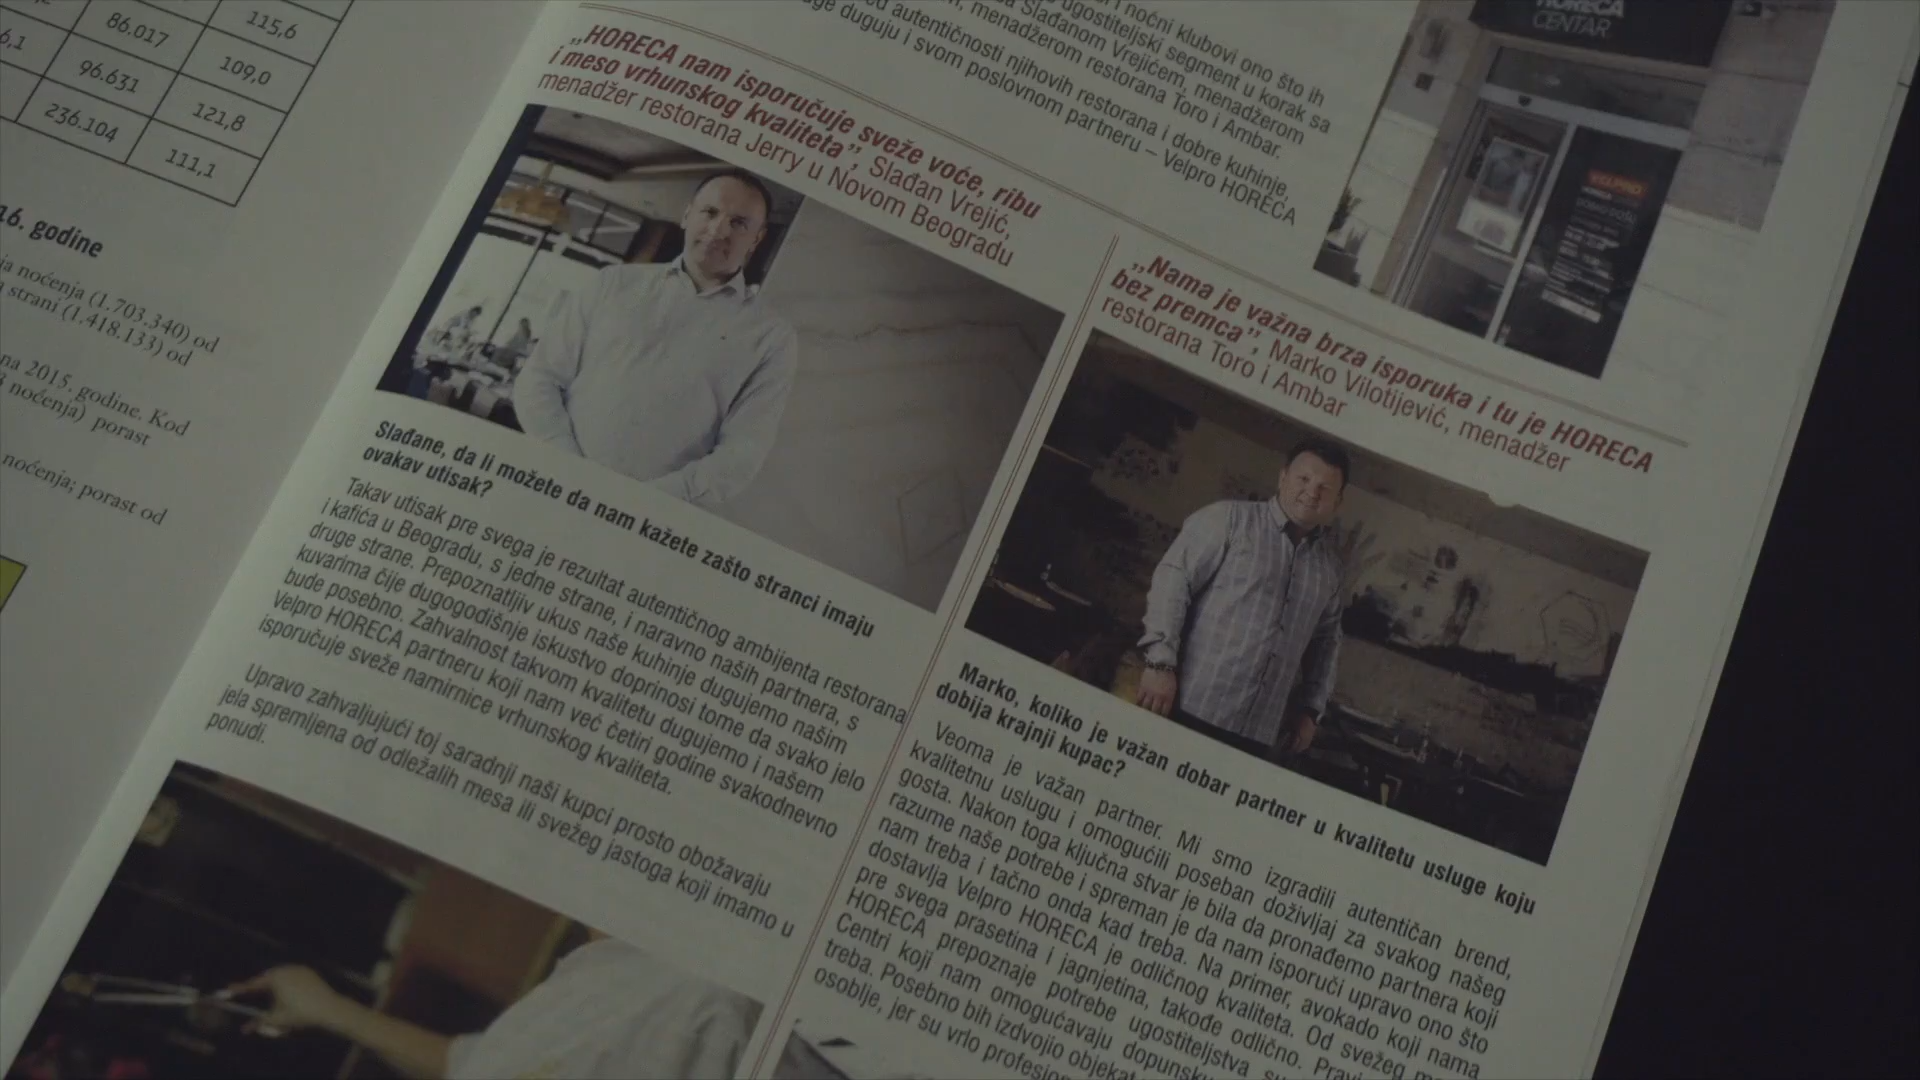 86.017 115,6
6,1 96.631 109,0
236.104 121,8
111,1
16. godine
noćenja (1.703.340) od
strani (1.418.133) od
na 2015. godine. Kod
noćenja) porast
noćenja; porast od
i noćni klubovi ono što ih
ugostiteljski segment u korak sa
Slađanom Vrejićem, menadžerom
menadžerom restorana Toro i Ambar.
autentičnosti njihovih restorana i dobre kuhinje,
duguju i svom poslovnom partneru – Velpro HORECA
HORECA
CENTAR
VELPRO
„HORECA nam isporučuje sveže voće, ribu
i meso vrhunskog kvaliteta”, Slađan Vrejić,
menadžer restorana Jerry u Novom Beogradu
Slađane, da li možete da nam kažete zašto stranci imaju
ovakav utisak?
Takav utisak pre svega je rezultat autentičnog ambijenta restorana
i kafića u Beogradu, s jedne strane, i naravno naših partnera, s
druge strane. Prepoznatljiv ukus naše kuhinje dugujemo našim
kuvarima čije dugogodišnje iskustvo doprinosi tome da svako jelo
bude posebno. Zahvalnost takvom kvalitetu dugujemo i našem
Velpro HORECA partneru koji nam već četiri godine svakodnevno
isporučuje sveže namirnice vrhunskog kvaliteta.
Upravo zahvaljujući toj saradnji naši kupci prosto obožavaju
jela spremljena od odležalih mesa ili svežeg jastoga koji imamo u
ponudi.
„Nama je važna brza isporuka i tu je HORECA
bez premca”, Marko Vilotijević, menadžer
restorana Toro i Ambar
Marko, koliko je važan dobar partner u kvalitetu usluge koju
dobija krajnji kupac?
Veoma je važan partner. Mi smo izgradili autentičan brend,
kvalitetnu uslugu i omogućili poseban doživljaj za svakog našeg
gosta. Nakon toga ključna stvar je bila da pronađemo partnera koji
razume naše potrebe i spreman je da nam isporuči upravo ono što
nam treba i tačno onda kad treba. Na primer, avokado koji nama
dostavlja Velpro HORECA je odličnog kvaliteta. Od svežeg
pre svega prasetina i jagnjetina, takođe odlično.
HORECA prepoznaje potrebe ugostiteljstva
Centri koji nam omogućavaju
treba. Posebno bih izdvojio
osoblje, jer su vrlo